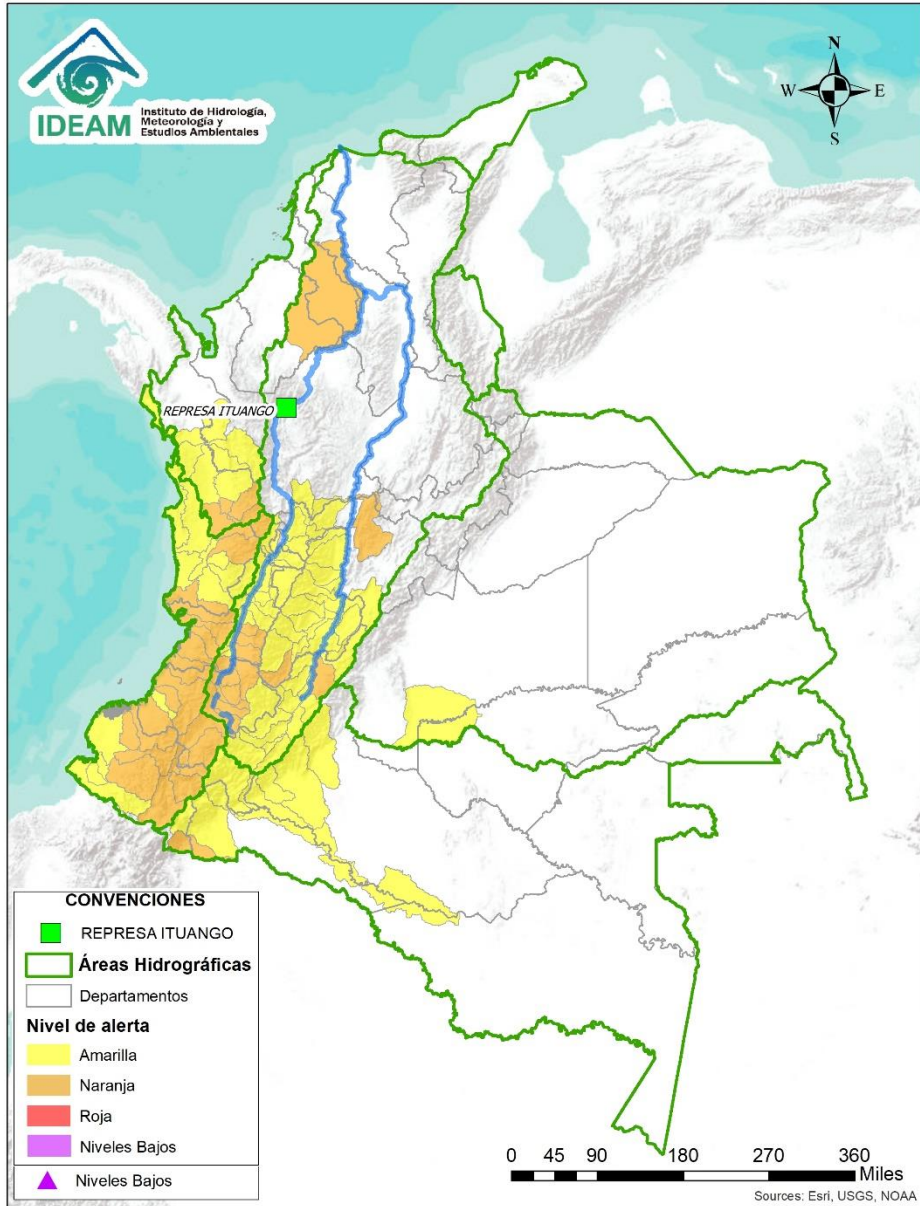 IDEAM
Instituto de Hidrología,
Meteorología y
Estudios Ambientales
N
W
E
S
REPRESA ITUANGO
CONVENCIONES
REPRESA ITUANGO
Áreas Hidrográficas
Departamentos
Nivel de alerta
Amarilla
Naranja
Roja
Niveles Bajos
Niveles Bajos
0 45 90 180 270 360
Miles
Sources: Esri, USGS, NOAA